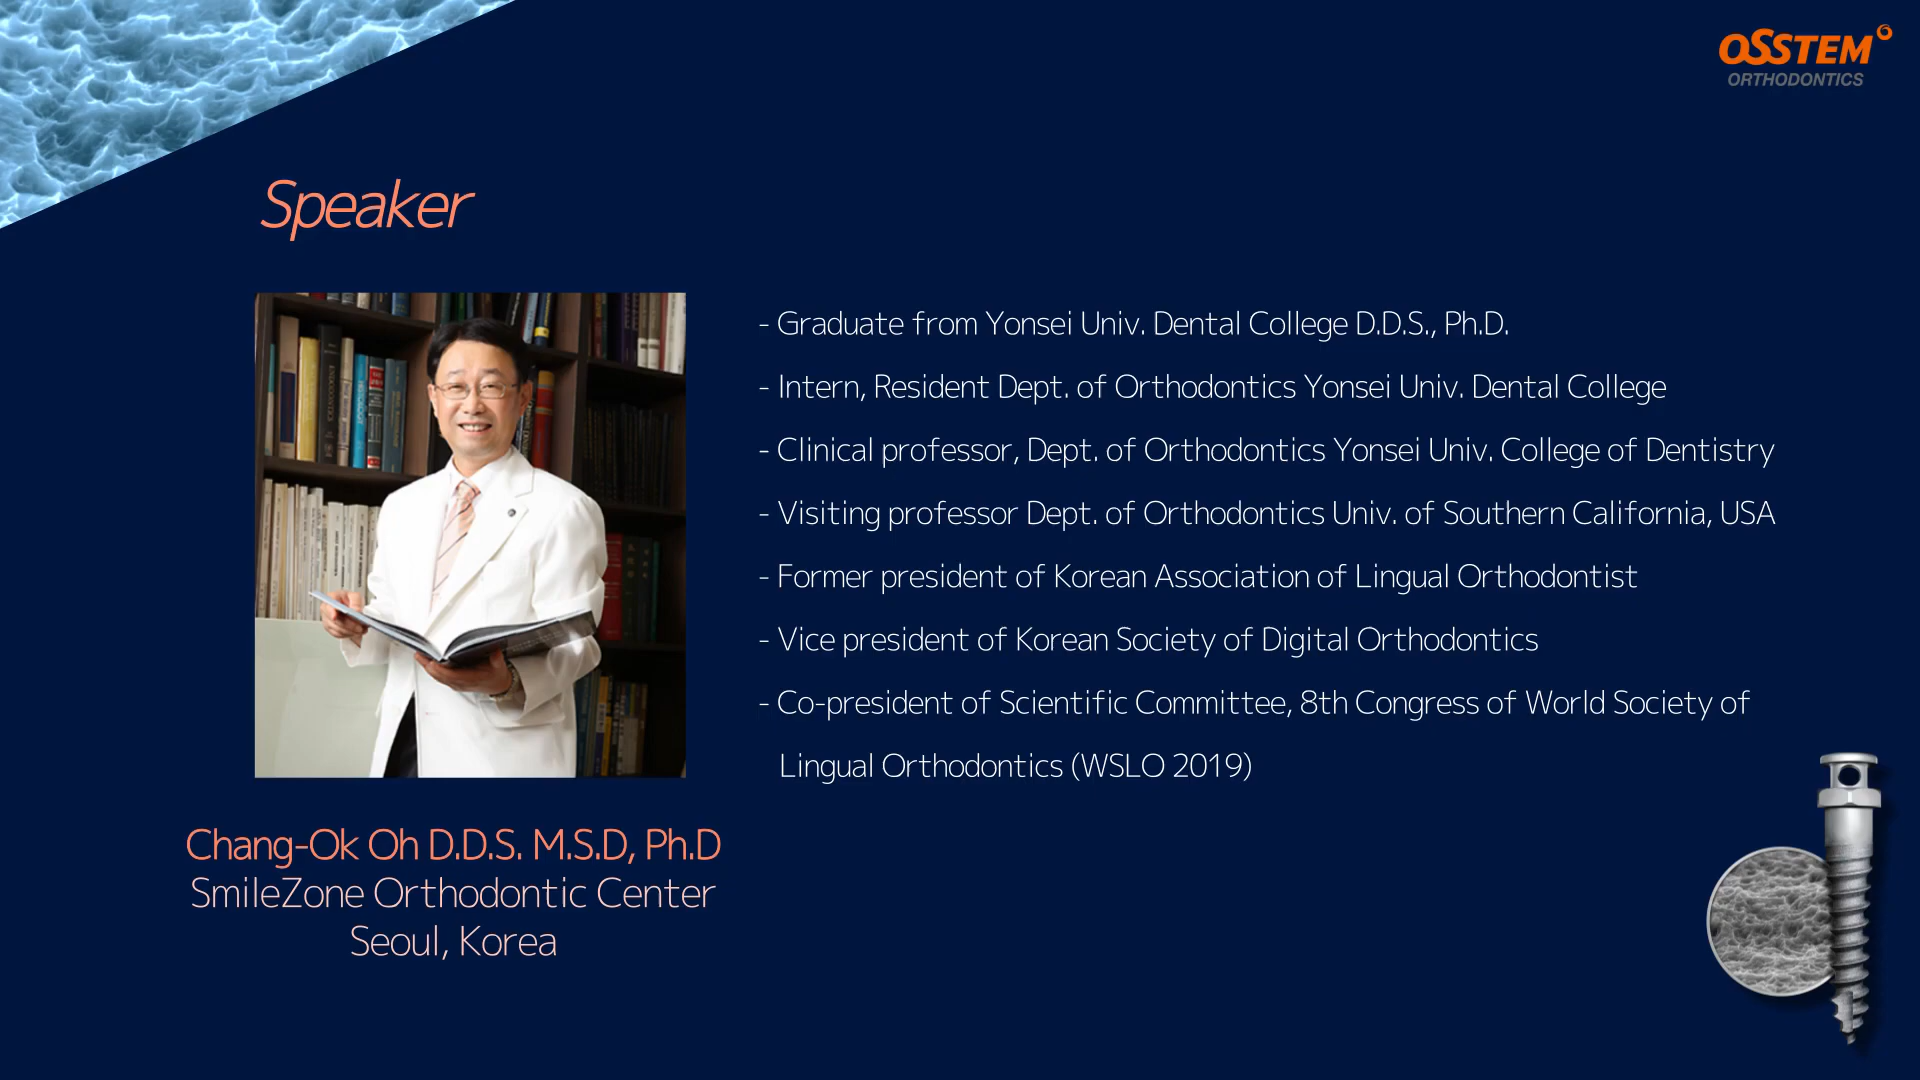 OSSTEM
ORTHODONTICS
Speaker
- Graduate from Yonsei Univ. Dental College D.D.S., Ph.D.
- Intern, Resident Dept. of Orthodontics Yonsei Univ. Dental College
- Clinical professor, Dept. of Orthodontics Yonsei Univ. College of Dentistry
- Visiting professor Dept. of Orthodontics Univ. of Southern California, USA
- Former president of Korean Association of Lingual Orthodontist
- Vice president of Korean Society of Digital Orthodontics
- Co-president of Scientific Committee, 8th Congress of World Society of
Lingual Orthodontics (WSLO 2019)
Chang-Ok Oh D.D.S. M.S.D, Ph.D
SmileZone Orthodontic Center
Seoul, Korea